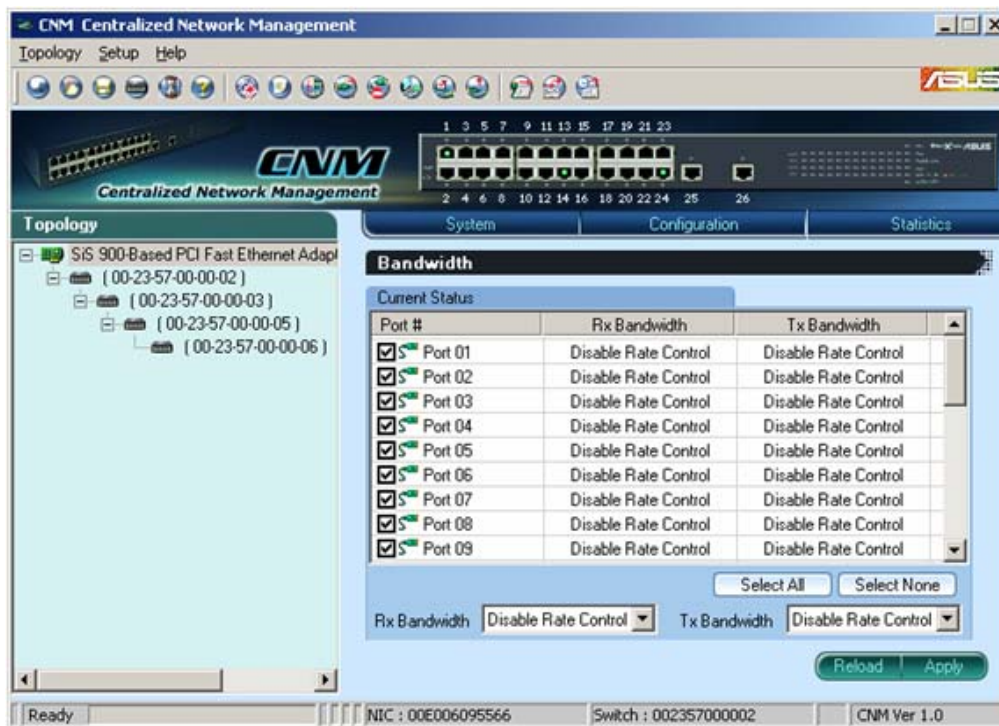 CNM Centralized Network Management
Topology Setup Help
ASUS
1 3 5 7 9 11 13 15 17 19 21 23
CNM
Centralized Network Management
2 4 6 8 10 12 14 16 18 20 22 24 25 26
Topology
System Configuration Statistics
SiS 900-Based PCI Fast Ethernet Adapt
( 00-23-57-00-00-02 )
( 00-23-57-00-00-03 )
( 00-23-57-00-00-05 )
( 00-23-57-00-00-06 )
Bandwidth
Current Status
Port # Rx Bandwidth Tx Bandwidth
Port 01 Disable Rate Control Disable Rate Control
Port 02 Disable Rate Control Disable Rate Control
Port 03 Disable Rate Control Disable Rate Control
Port 04 Disable Rate Control Disable Rate Control
Port 05 Disable Rate Control Disable Rate Control
Port 06 Disable Rate Control Disable Rate Control
Port 07 Disable Rate Control Disable Rate Control
Port 08 Disable Rate Control Disable Rate Control
Port 09 Disable Rate Control Disable Rate Control
Select All Select None
Rx Bandwidth Disable Rate Control Tx Bandwidth Disable Rate Control
Reload Apply
Ready NIC : 00E006095566 Switch : 002357000002 CNM Ver 1.0